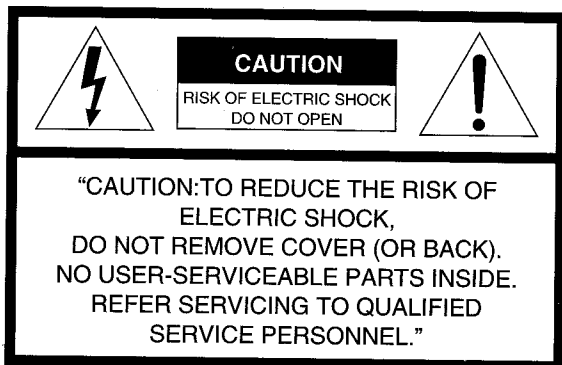 CAUTION
RISK OF ELECTRIC SHOCK
DO NOT OPEN
“CAUTION:TO REDUCE THE RISK OF
ELECTRIC SHOCK,
DO NOT REMOVE COVER (OR BACK).
NO USER-SERVICEABLE PARTS INSIDE.
REFER SERVICING TO QUALIFIED
SERVICE PERSONNEL.”